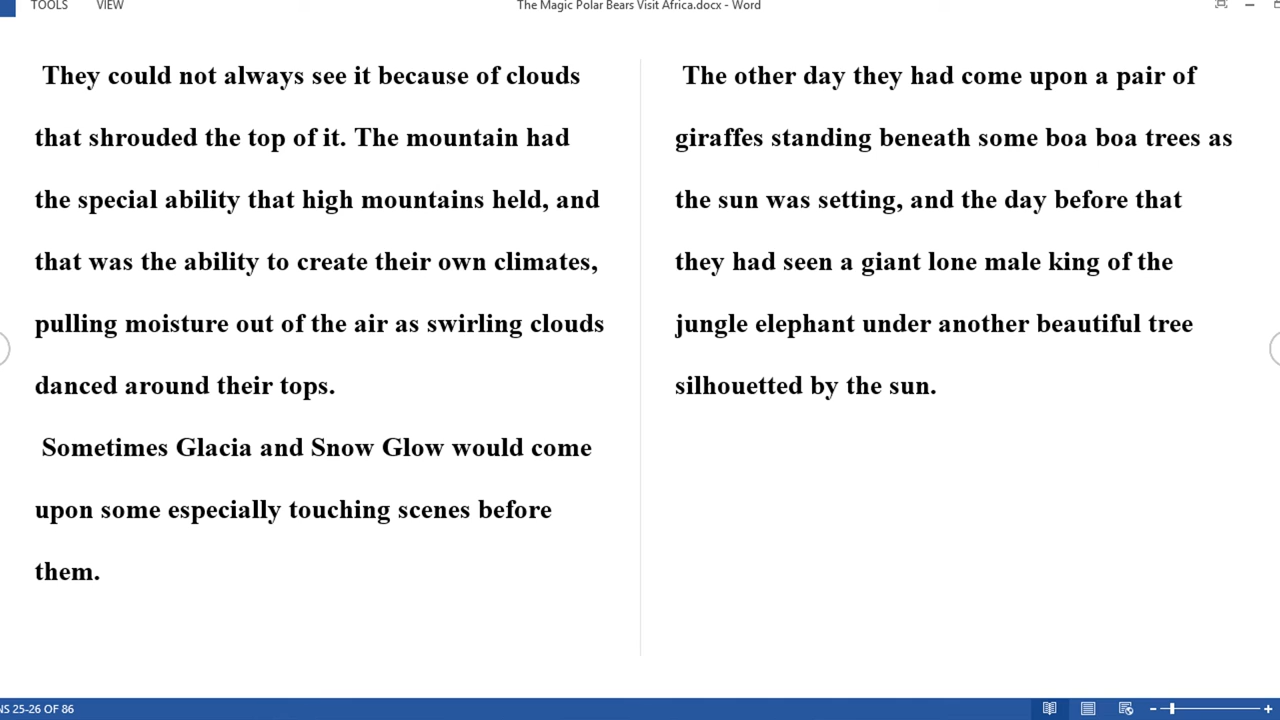 TOOLS VIEW The Magic Polar Bears Visit Africa.docx - Word
They could not always see it because of clouds
that shrouded the top of it. The mountain had
the special ability that high mountains held, and
that was the ability to create their own climates,
pulling moisture out of the air as swirling clouds
danced around their tops.
Sometimes Glacia and Snow Glow would come
upon some especially touching scenes before
them.
The other day they had come upon a pair of
giraffes standing beneath some boa boa trees as
the sun was setting, and the day before that
they had seen a giant lone male king of the
jungle elephant under another beautiful tree
silhouetted by the sun.
NS 25-26 OF 86